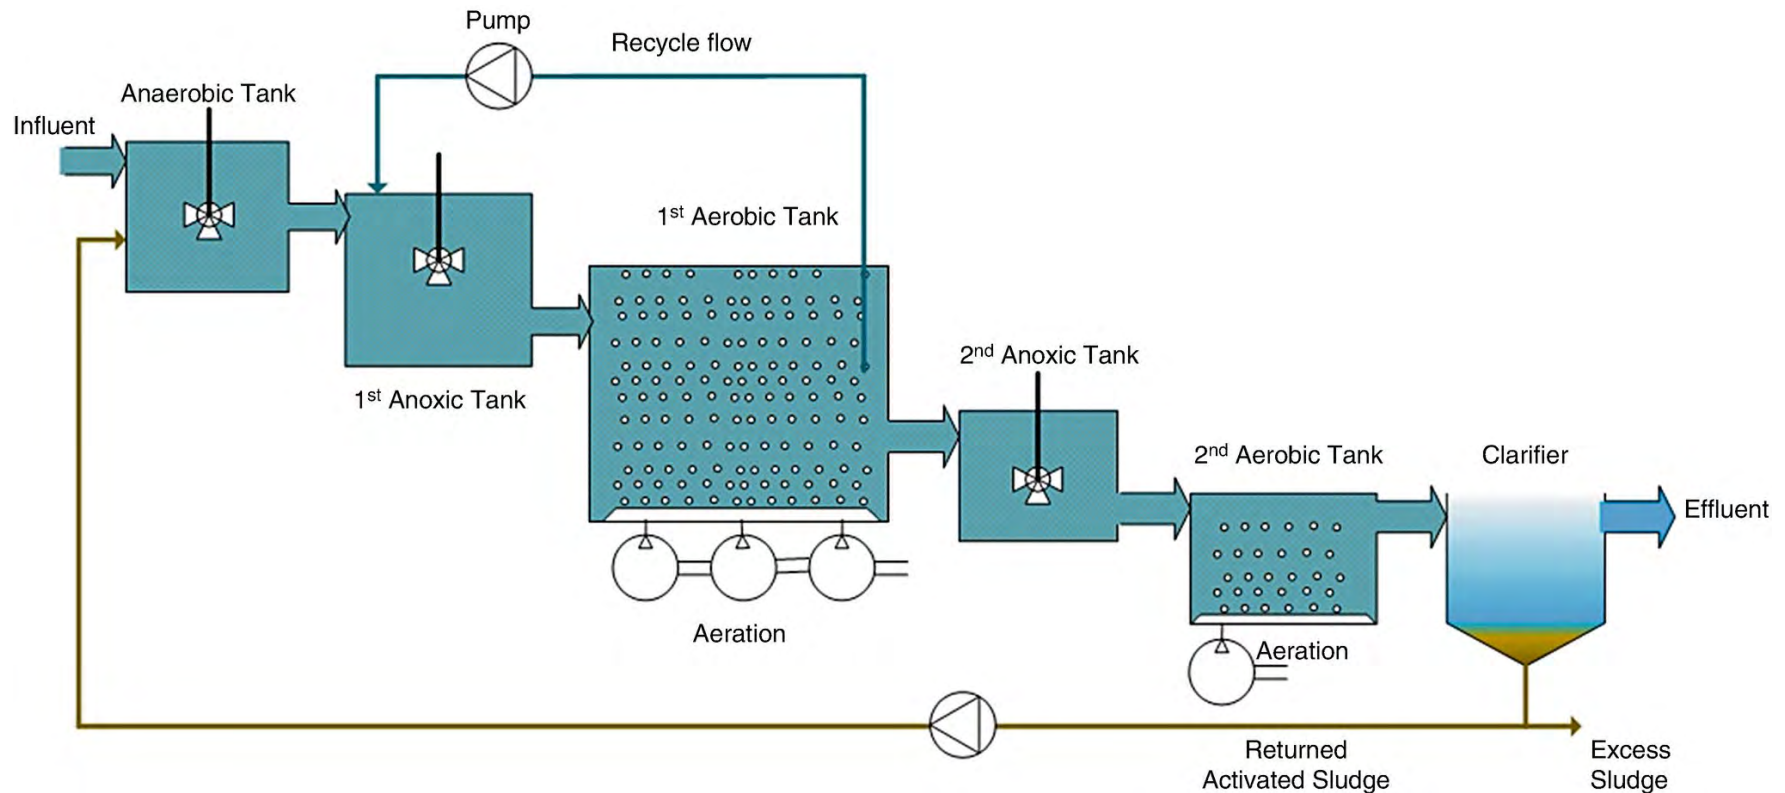 Pump
Recycle flow
Anaerobic Tank
Influent
1st Aerobic Tank
2nd Anoxic Tank
1st Anoxic Tank
2nd Aerobic Tank
Clarifier
Effluent
Aeration
Aeration
Returned
Activated Sludge
Excess
Sludge